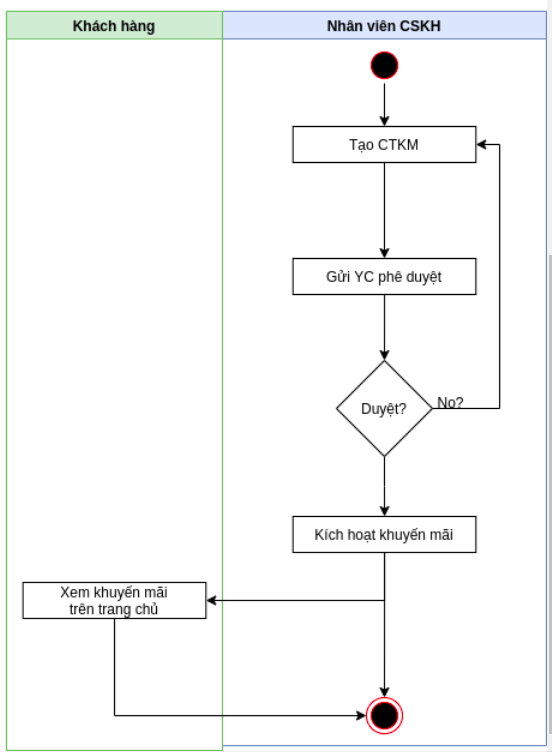 Khách hàng
Nhân viên CSKH
Tạo CTKM
Gửi YC phê duyệt
Duyệt?
No?
Kích hoạt khuyến mãi
Xem khuyến mãi
trên trang chủ